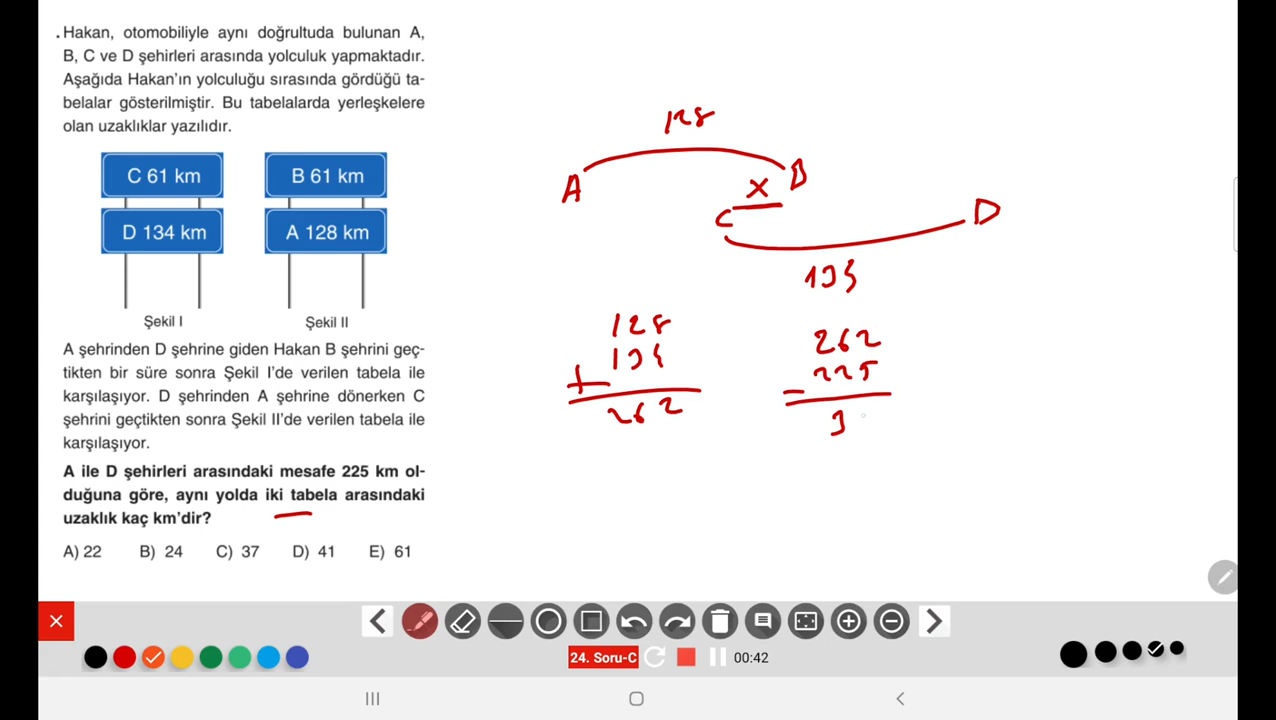 . Hakan, otomobiliyle aynı doğrultuda bulunan A,
B, C ve D şehirleri arasında yolculuk yapmaktadır.
Aşağıda Hakan'ın yolculuğu sırasında gördüğü ta-
belalar gösterilmiştir. Bu tabelalarda yerleşkelere
olan uzaklıklar yazılıdır.
C 61 km
D 134 km
Şekil I
B 61 km
A 128 km
Şekil II
A şehrinden D şehrine giden Hakan B şehrini geç-
tikten bir süre sonra Şekil I'de verilen tabela ile
karşılaşıyor. D şehrinden A şehrine dönerken C
şehrini geçtikten sonra Şekil II'de verilen tabela ile
karşılaşıyor.
A ile D şehirleri arasındaki mesafe 225 km ol-
duğuna göre, aynı yolda iki tabela arasındaki
uzaklık kaç km'dir?
A) 22 B) 24 C) 37 D) 41 E) 61
128
A B
x
C D
134
128
+ 134
262
262
- 225
3
24. Soru-C
00:42